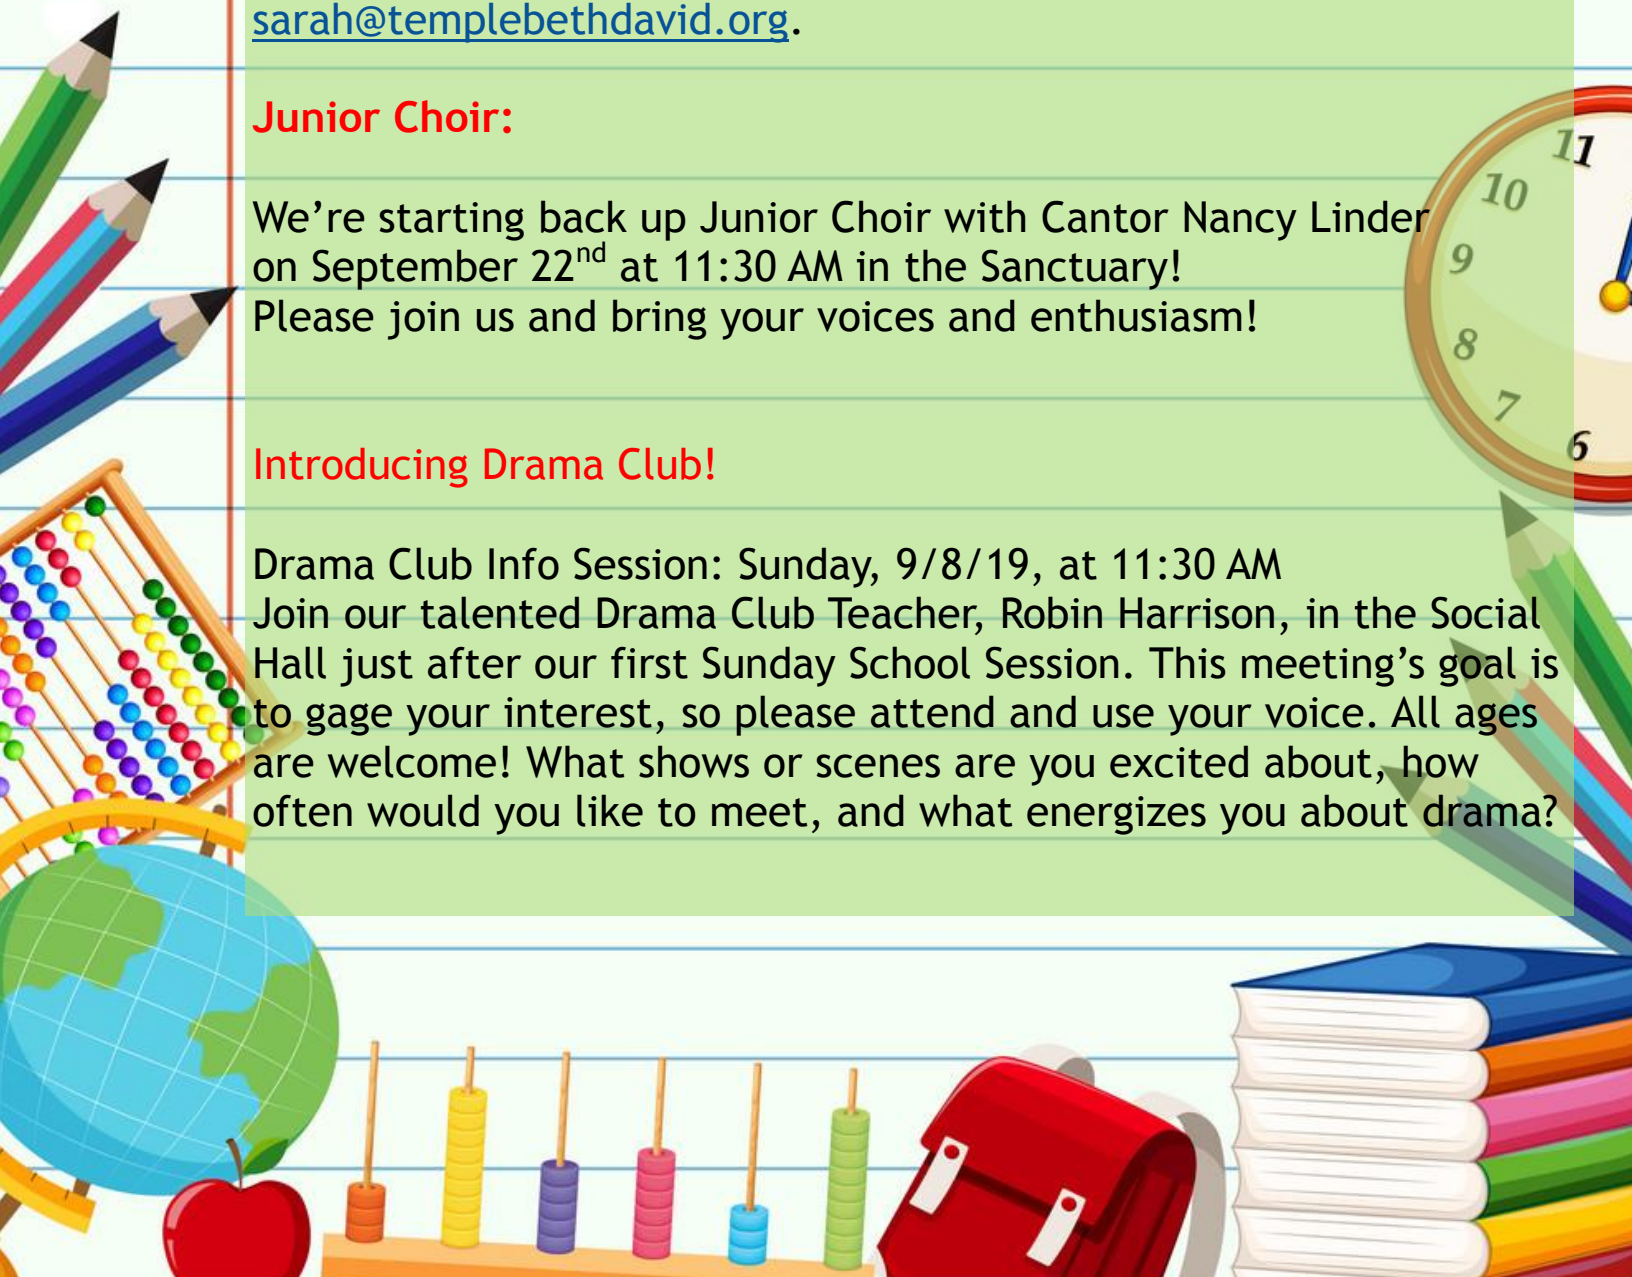 sarah@templebethdavid.org.
Junior Choir:
We’re starting back up Junior Choir with Cantor Nancy Linder
on September 22nd at 11:30 AM in the Sanctuary!
Please join us and bring your voices and enthusiasm!
Introducing Drama Club!
Drama Club Info Session: Sunday, 9/8/19, at 11:30 AM
Join our talented Drama Club Teacher, Robin Harrison, in the Social
Hall just after our first Sunday School Session. This meeting’s goal is
to gage your interest, so please attend and use your voice. All ages
are welcome! What shows or scenes are you excited about, how
often would you like to meet, and what energizes you about drama?
11
10
9
8
7
6